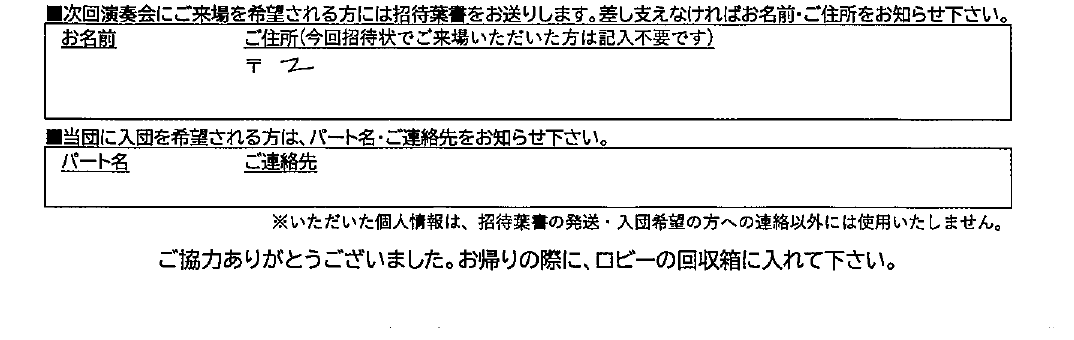 ■次回演奏会にご来場を希望される方には招待葉書をお送りします。差し支えなければお名前・ご住所をお知らせ下さい。
お名前 ご住所(今回招待状でご来場いただいた方は記入不要です)
〒 2
■当団に入団を希望される方は、パート名・ご連絡先をお知らせ下さい。
パート名 ご連絡先
※いただいた個人情報は、招待葉書の発送・入団希望の方への連絡以外には使用いたしません。
ご協力ありがとうございました。お帰りの際に、ロビーの回収箱に入れて下さい。